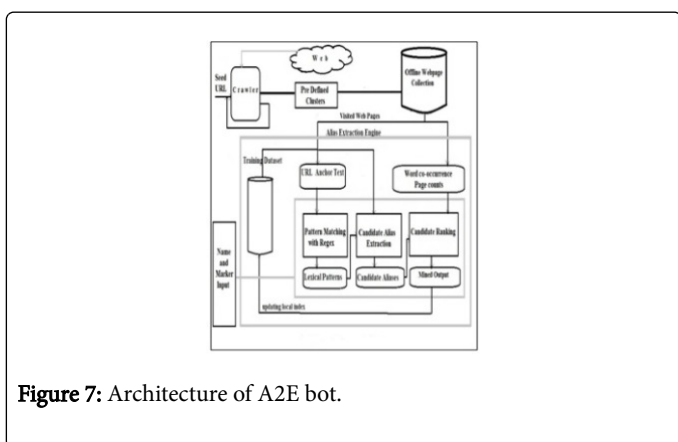 Web
Seed
URL
Crawler
Pre Defined
Clusters
Offline Webpage
Collection
Visited Web Pages
Alias Extraction Engine
Training Dataset
URL Anchor Text
Word co-occurrence
Page counts
Name
and
Marker
Input
Pattern Matching
with Regex
Candidate Alias
Extraction
Candidate Ranking
Lexical Patterns
Candidate Aliases
Mined Output
updating local index
Figure 7: Architecture of A2E bot.